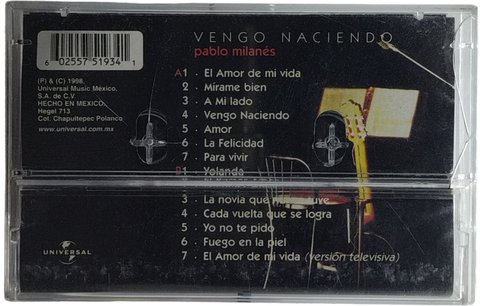 VENGO NACIENDO
pablo milanés
6 02557 51934 1
(P) & (C) 1998,
Universal Music México,
S.A. de C.V.
HECHO EN MEXICO
Hegel 713
Col. Chapultepec Polanco
www.universal.com.mx
A1 El Amor de mi vida
2 Mírame bien
3 A Mi lado
4 Vengo Naciendo
5 Amor
6 La Felicidad
7 Para vivir
B1 Yolanda
3 La novia que
4 Cada vuelta que se logra
5 Yo no te pido
6 Fuego en la piel
7 El Amor de mi vida (versión televisiva)
UNIVERSAL